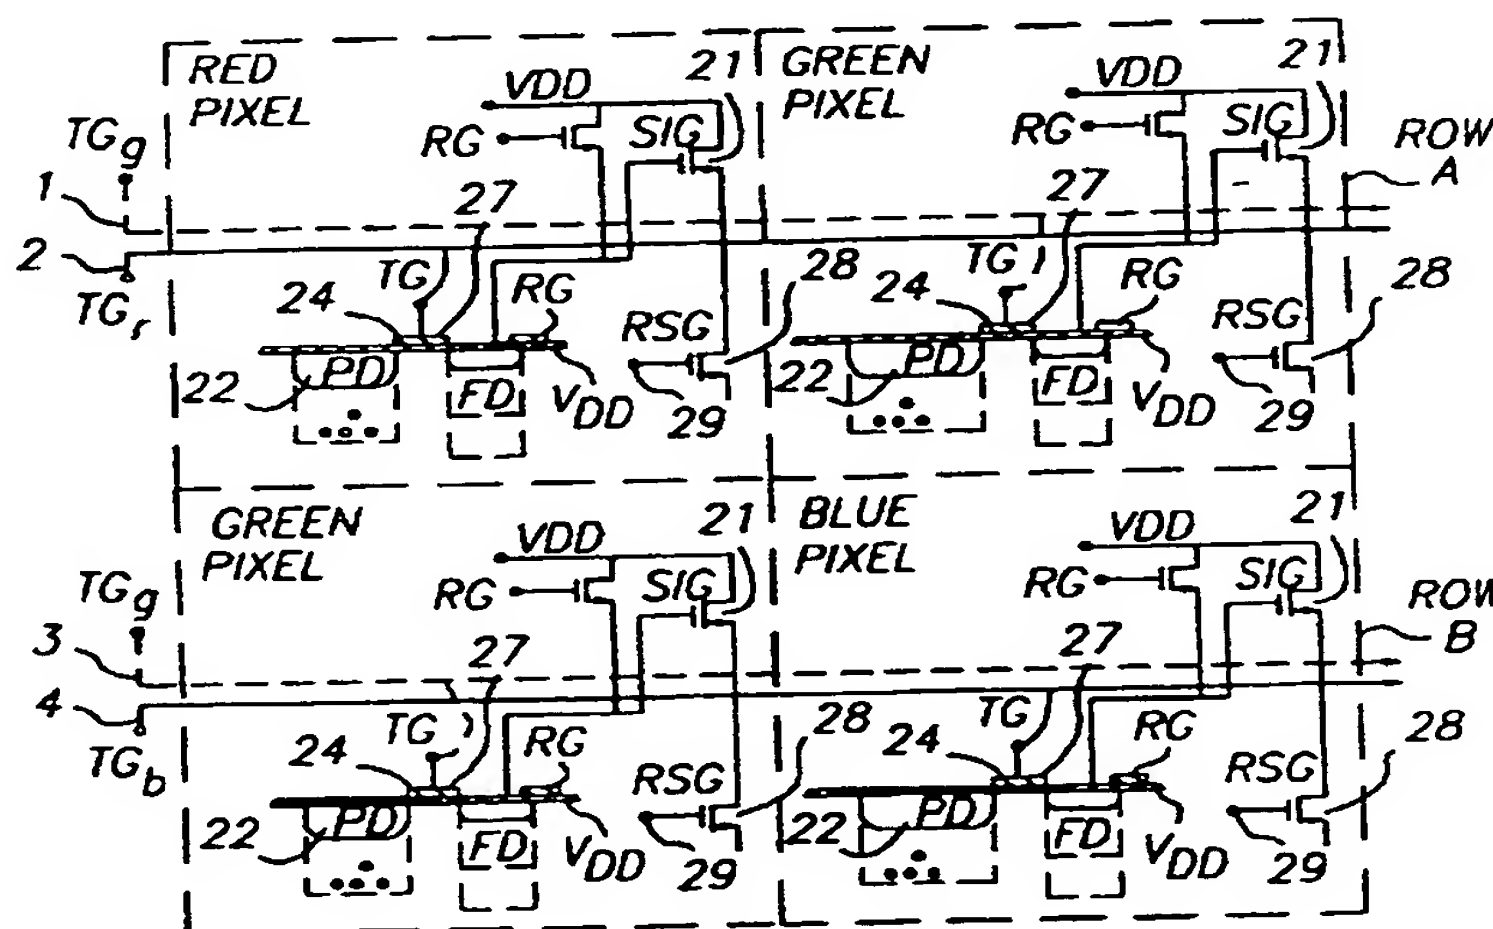 RED
PIXEL
VDD
21
RG
SIG
GREEN
PIXEL
VDD
21
RG
SIG
ROW
A
TGg
1
2
TGr
27
TG
24
RG
RSG
28
22
PD
FD
VDD
29
27
TG
24
RG
RSG
28
22
PD
FD
VDD
29
GREEN
PIXEL
VDD
21
RG
SIG
BLUE
PIXEL
VDD
21
RG
SIG
ROW
B
TGg
3
4
TGb
27
TG
24
RG
RSG
28
22
PD
FD
VDD
29
27
TG
24
RG
RSG
28
22
PD
FD
VDD
29